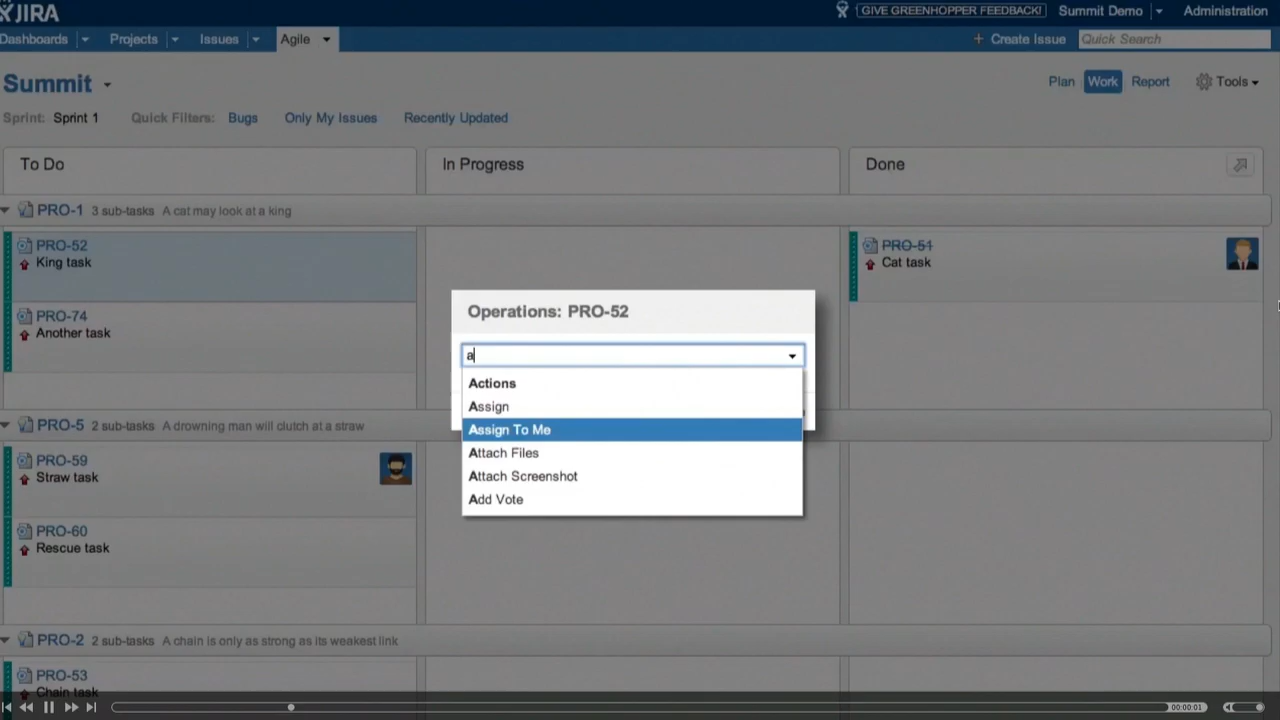 JIRA
GIVE GREENHOPPER FEEDBACK!
Summit Demo
Administration
Dashboards
Projects
Issues
Agile
+ Create Issue
Quick Search
Summit
Plan
Work
Report
Tools
Sprint: Sprint 1
Quick Filters:
Bugs
Only My Issues
Recently Updated
To Do
In Progress
Done
PRO-1 3 sub-tasks A cat may look at a king
PRO-52
King task
PRO-51
Cat task
PRO-74
Another task
Operations: PRO-52
a
Actions
Assign
Assign To Me
Attach Files
Attach Screenshot
Add Vote
PRO-5 2 sub-tasks A drowning man will clutch at a straw
PRO-59
Straw task
PRO-60
Rescue task
PRO-2 2 sub-tasks A chain is only as strong as its weakest link
PRO-53
Chain task
00:00:01